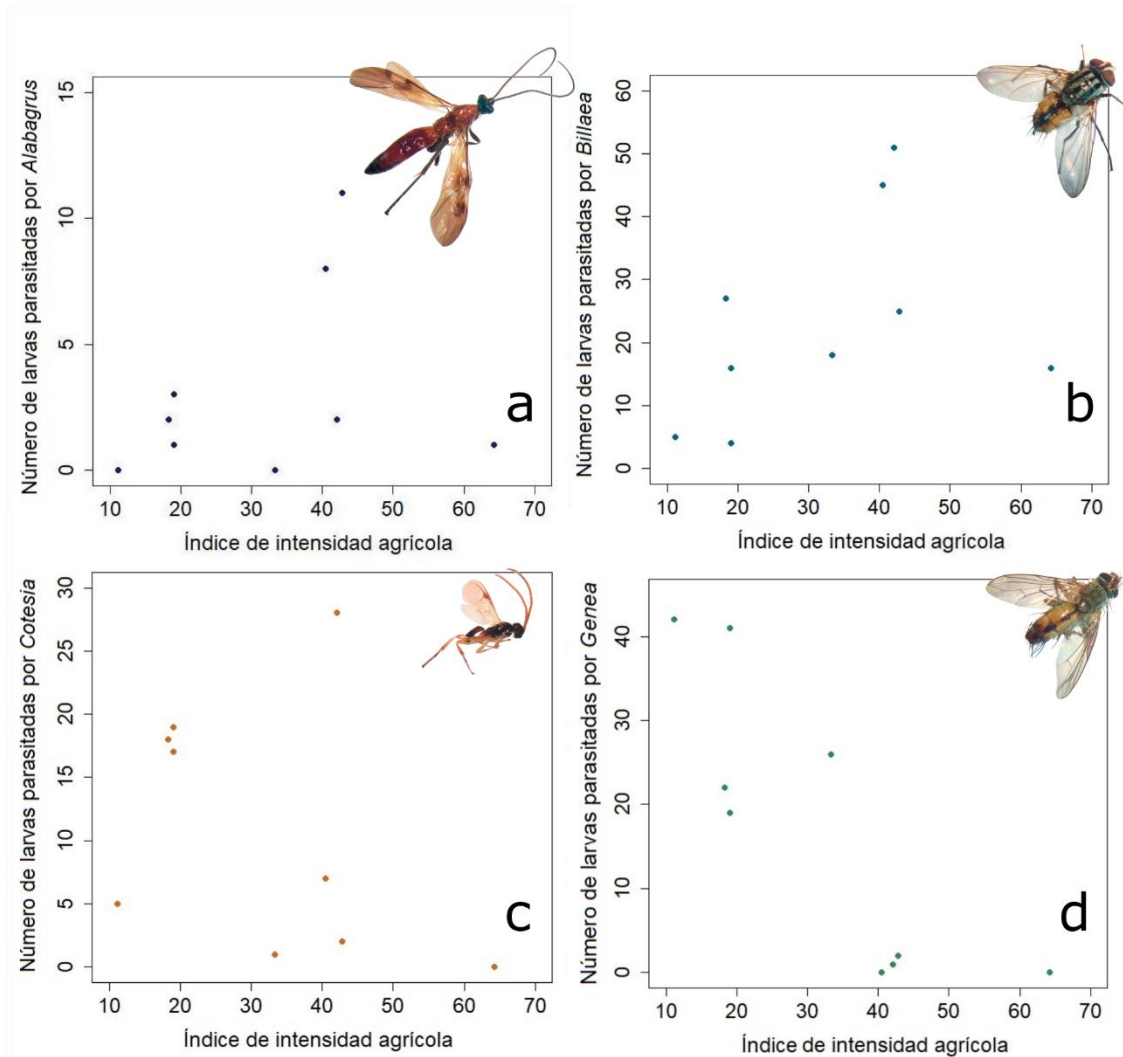 Número de larvas parasitadas por Alabagrus
15
10
5
0
a
10 20 30 40 50 60 70
Índice de intensidad agrícola
Número de larvas parasitadas por Billaea
60
50
40
30
20
10
0
b
10 20 30 40 50 60 70
Índice de intensidad agrícola
Número de larvas parasitadas por Cotesia
30
25
20
15
10
5
0
c
10 20 30 40 50 60 70
Índice de intensidad agrícola
Número de larvas parasitadas por Genea
40
30
20
10
0
d
10 20 30 40 50 60 70
Índice de intensidad agrícola